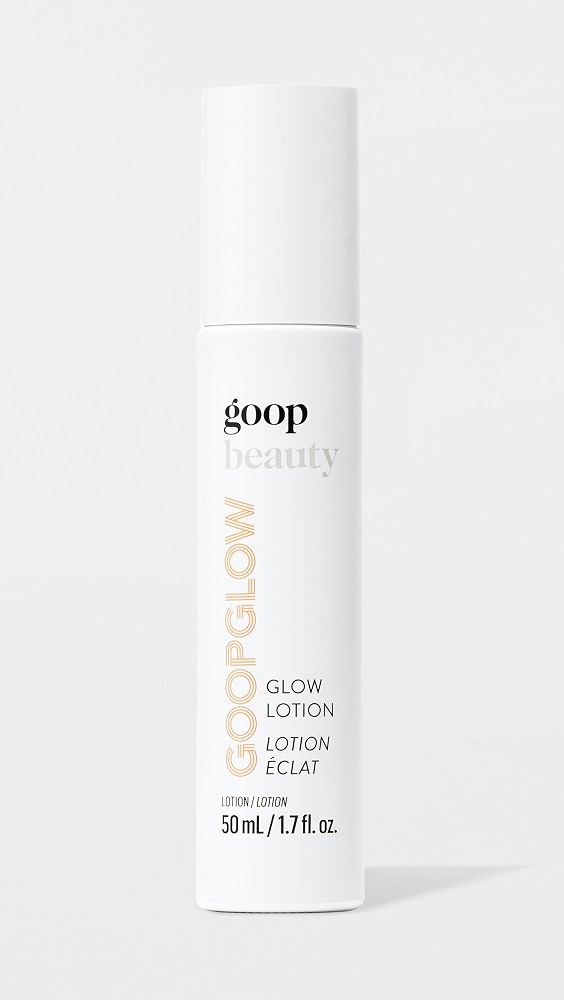 goop
beauty
GOOPGLOW
GLOW
LOTION
LOTION
ÉCLAT
LOTION / LOTION
50 mL / 1.7 fl. oz.